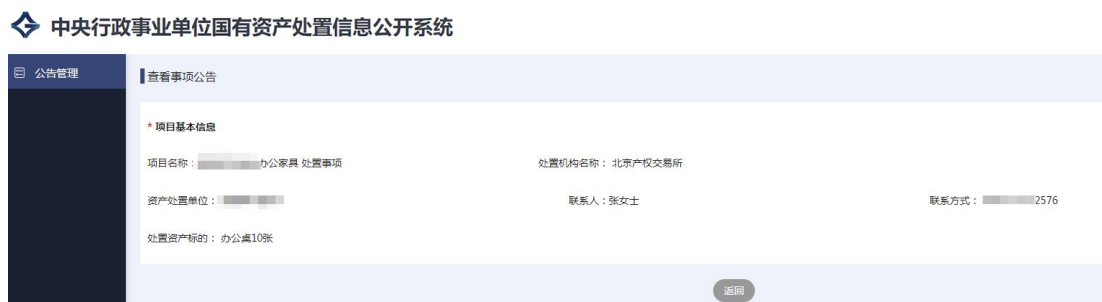 中央行政事业单位国有资产处置信息公开系统
公告管理
查看事项公告
* 项目基本信息
项目名称： 办公家具 处置事项
处置机构名称： 北京产权交易所
资产处置单位：
联系人：张女士
联系方式： 2576
处置资产标的： 办公桌10张
返回